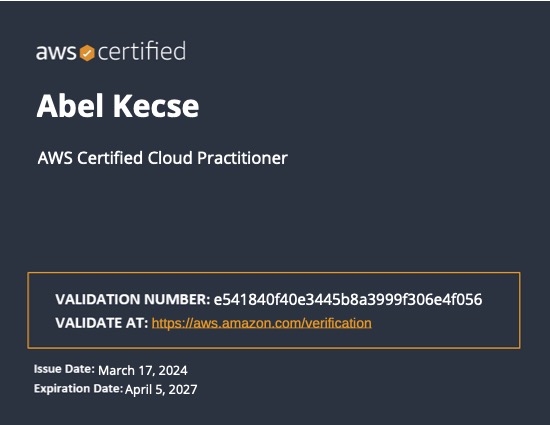 aws certified
Abel Kecse
AWS Certified Cloud Practitioner
VALIDATION NUMBER: e541840f40e3445b8a3999f306e4f056
VALIDATE AT: https://aws.amazon.com/verification
Issue Date: March 17, 2024
Expiration Date: April 5, 2027